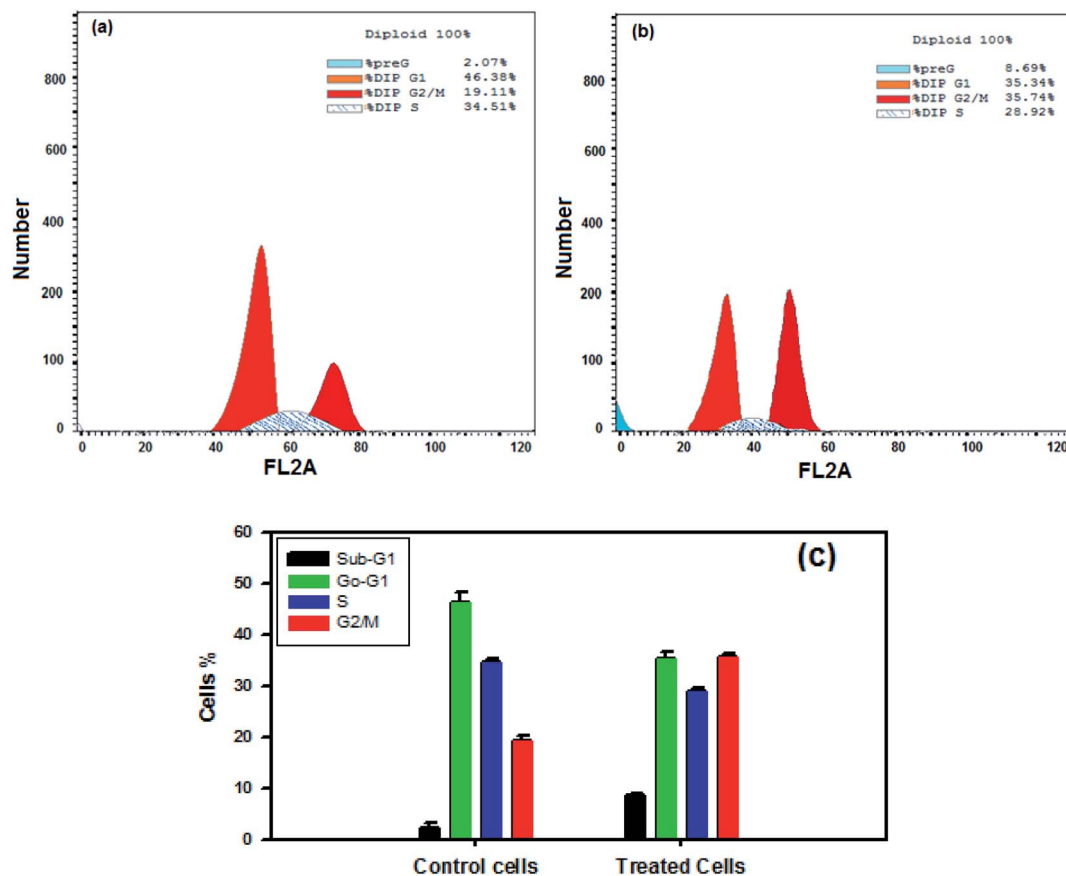 (a)
Diploid 100%
%preG 2.07%
%DIP G1 46.38%
%DIP G2/M 19.11%
%DIP S 34.51%
800
600
400
200
100
0
Number
0 20 40 60 80 100 120
FL2A
(b)
Diploid 100%
%preG 8.69%
%DIP G1 35.34%
%DIP G2/M 35.74%
%DIP S 28.92%
800
600
400
200
100
0
Number
0 20 40 60 80 100 120
FL2A
(c)
Sub-G1
Go-G1
S
G2/M
60
50
40
30
20
10
0
Cells %
Control cells Treated Cells